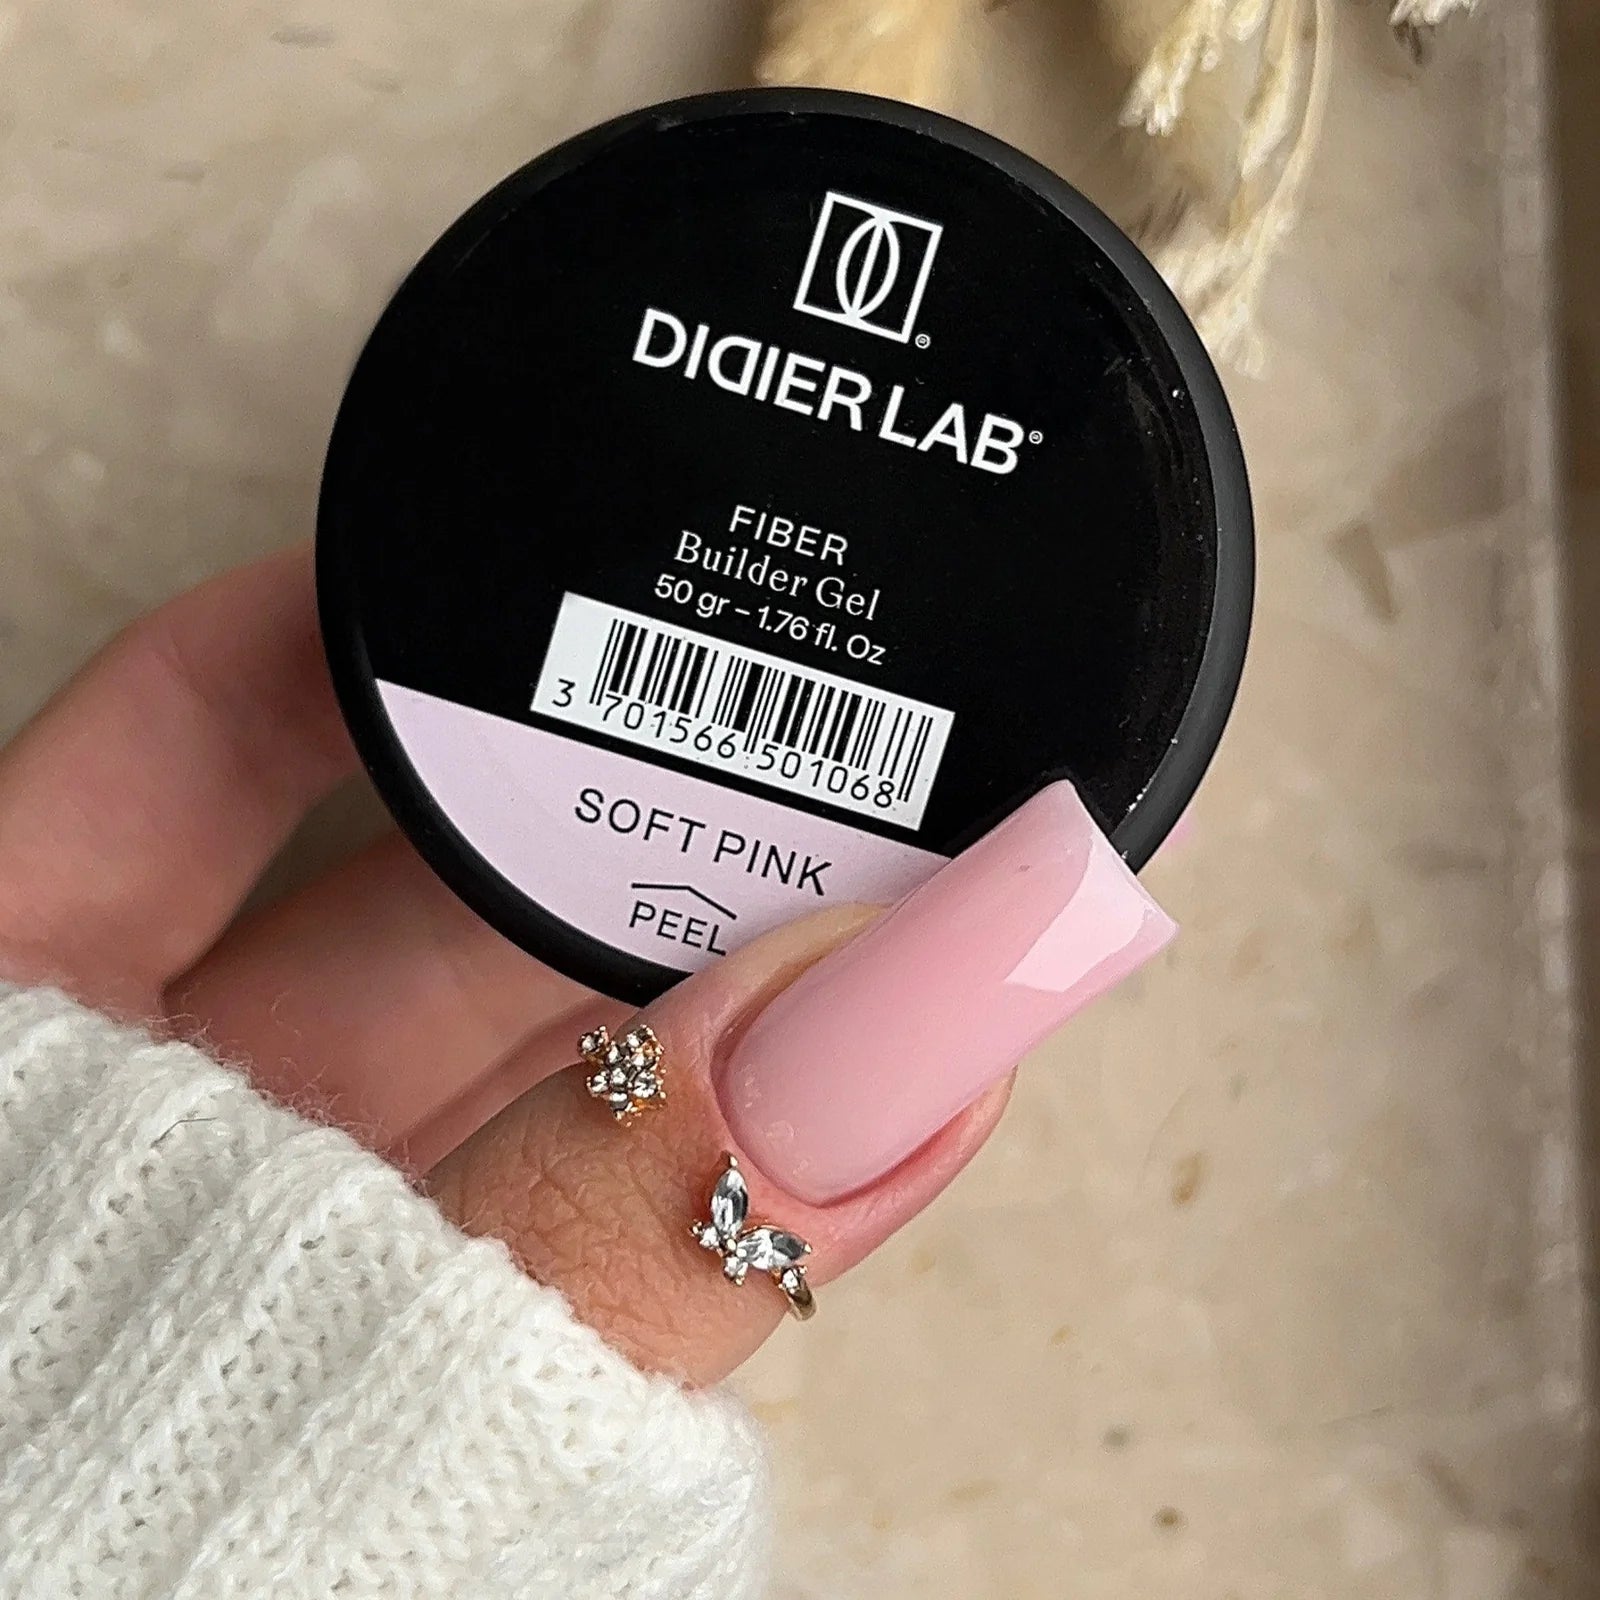 DIDIER LAB®
FIBER
Builder Gel
50 gr - 1.76 fl. Oz
3 701566 501068
SOFT PINK
PEEL